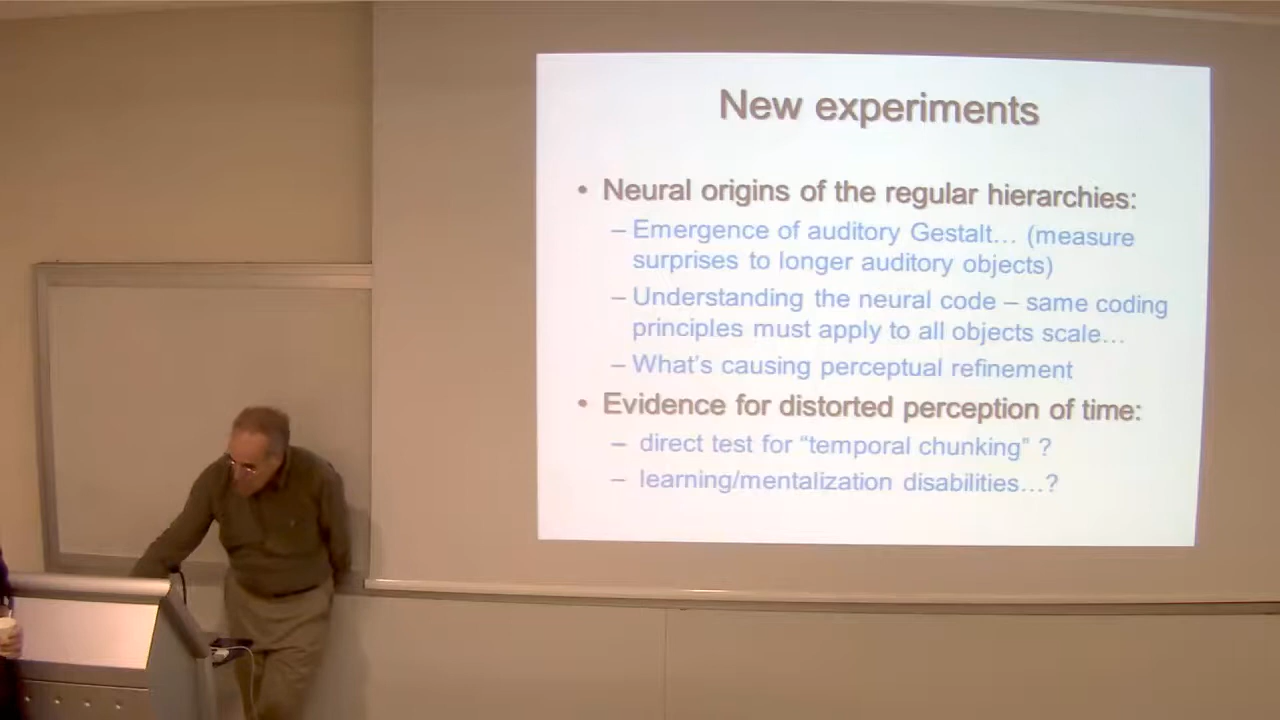 New experiments
• Neural origins of the regular hierarchies:
– Emergence of auditory Gestalt… (measure
surprises to longer auditory objects)
– Understanding the neural code – same coding
principles must apply to all objects scale…
– What's causing perceptual refinement
• Evidence for distorted perception of time:
– direct test for “temporal chunking” ?
– learning/mentalization disabilities…?